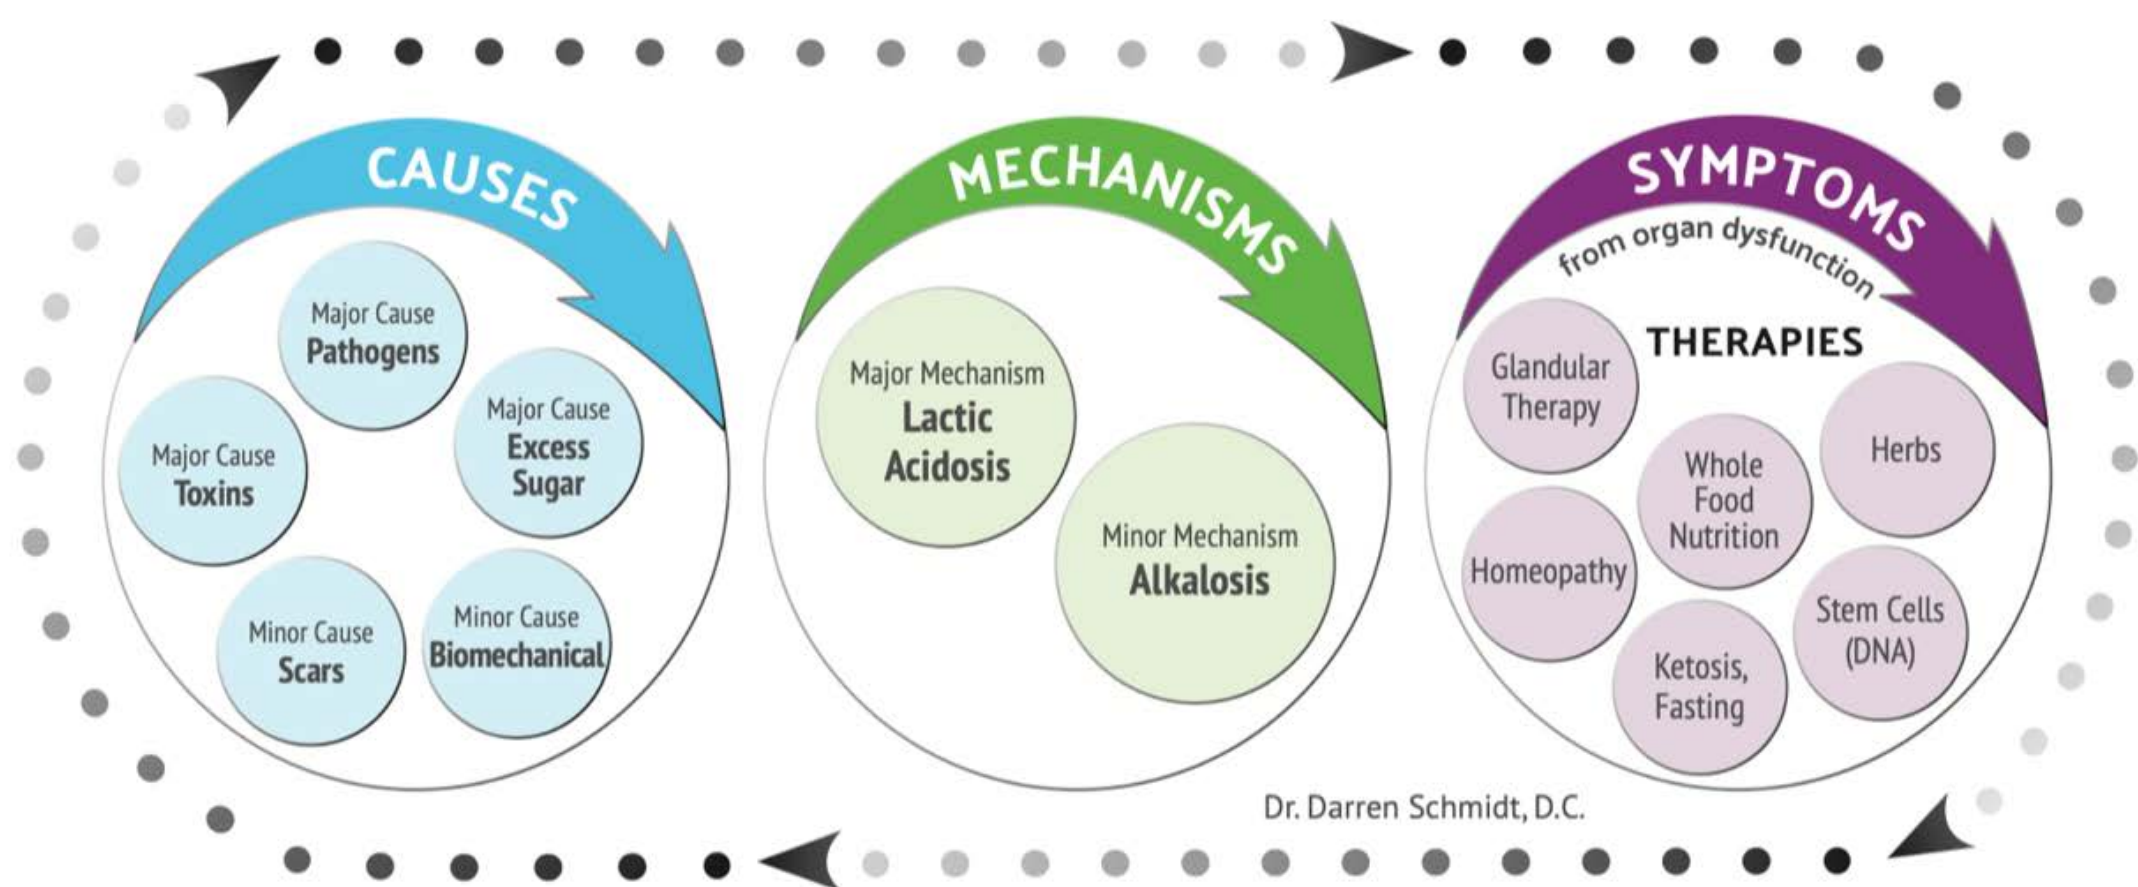 CAUSES
Major Cause
Pathogens
Major Cause
Excess
Sugar
Major Cause
Toxins
Minor Cause
Scars
Minor Cause
Biomechanical
MECHANISMS
Major Mechanism
Lactic
Acidosis
Minor Mechanism
Alkalosis
SYMPTOMS
from organ dysfunction
THERAPIES
Glandular
Therapy
Whole
Food
Nutrition
Herbs
Homeopathy
Stem Cells
(DNA)
Ketosis,
Fasting
Dr. Darren Schmidt, D.C.